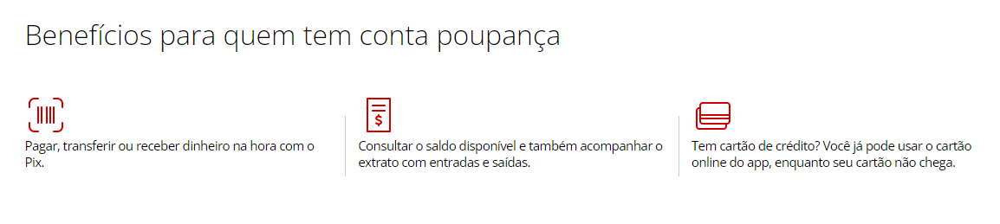 Benefícios para quem tem conta poupança
Pagar, transferir ou receber dinheiro na hora com o
Pix.
Consultar o saldo disponível e também acompanhar o
extrato com entradas e saídas.
Tem cartão de crédito? Você já pode usar o cartão
online do app, enquanto seu cartão não chega.